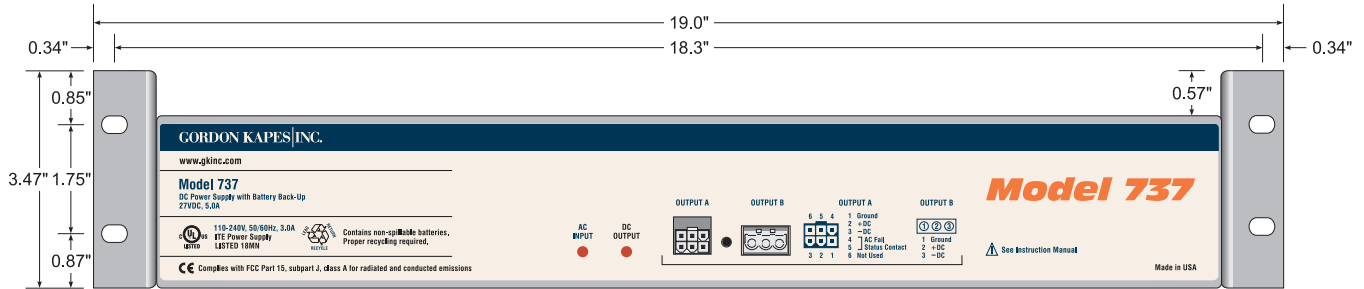 19.0"
0.34"
18.3"
0.34"
0.85"
0.57"
3.47"
1.75"
0.87"
GORDON KAPES|INC.
www.gkinc.com
Model 737
DC Power Supply with Battery Back-Up
27VDC, 5.0A
C UL US
LISTED
110-240V, 50/60Hz, 3.0A
ITE Power Supply
LISTED 18MN
RECYCLE
Contains non-spillable batteries,
Proper recycling required,
CE Complies with FCC Part 15, subpart J, class A for radiated and conducted emissions
AC
INPUT
DC
OUTPUT
OUTPUT A
OUTPUT B
OUTPUT A
6 5 4
3 2 1
1 Ground
2 +DC
3 -DC
4 AC Fail
5 Status Contact
6 Not Used
OUTPUT B
① ② ③
1 Ground
2 +DC
3 -DC
Model 737
See Instruction Manual
Made in USA